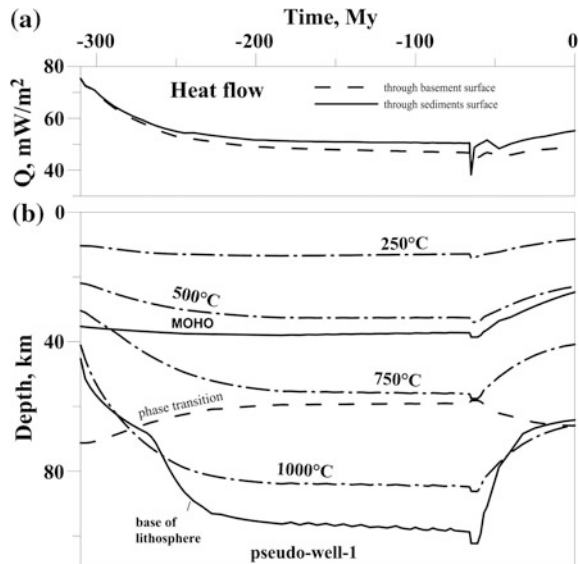 (a)
Time, My
-300
-200
-100
0
80
60
40
Q, mW/m²
Heat flow
through basement surface
through sediments surface
(b)
0
40
80
Depth, km
250°C
500°C
MOHO
750°C
phase transition
1000°C
base of
lithosphere
pseudo-well-1